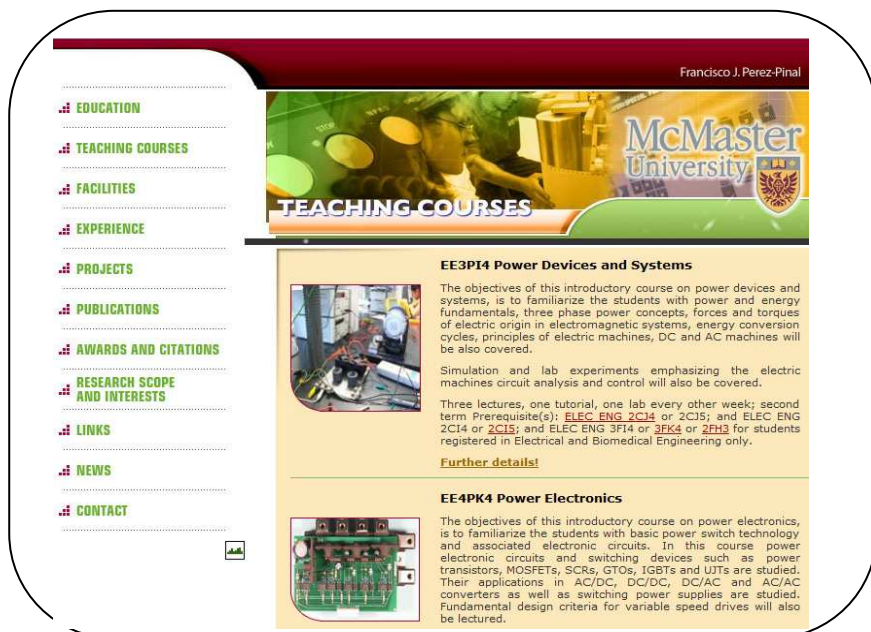 Francisco J. Perez-Pinal
McMaster
University
TEACHING COURSES
EDUCATION
TEACHING COURSES
FACILITIES
EXPERIENCE
PROJECTS
PUBLICATIONS
AWARDS AND CITATIONS
RESEARCH SCOPE
AND INTERESTS
LINKS
NEWS
CONTACT
EE3PI4 Power Devices and Systems
The objectives of this introductory course on power devices and
systems, is to familiarize the students with power and energy
fundamentals, three phase power concepts, forces and torques
of electric origin in electromagnetic systems, energy conversion
cycles, principles of electric machines, DC and AC machines will
be also covered.
Simulation and lab experiments emphasizing the electric
machines circuit analysis and control will also be covered.
Three lectures, one tutorial, one lab every other week; second
term Prerequisite(s): ELEC ENG 2CJ4 or 2CJ5; and ELEC ENG
2CI4 or 2CI5; and ELEC ENG 3FI4 or 3FK4 or 2FH3 for students
registered in Electrical and Biomedical Engineering only.
Further details!
EE4PK4 Power Electronics
The objectives of this introductory course on power electronics,
is to familiarize the students with basic power switch technology
and associated electronic circuits. In this course power
electronic circuits and switching devices such as power
transistors, MOSFETs, SCRs, GTOs, IGBTs and UJTs are studied.
Their applications in AC/DC, DC/DC, DC/AC and AC/AC
converters as well as switching power supplies are studied.
Fundamental design criteria for variable speed drives will also
be lectured.